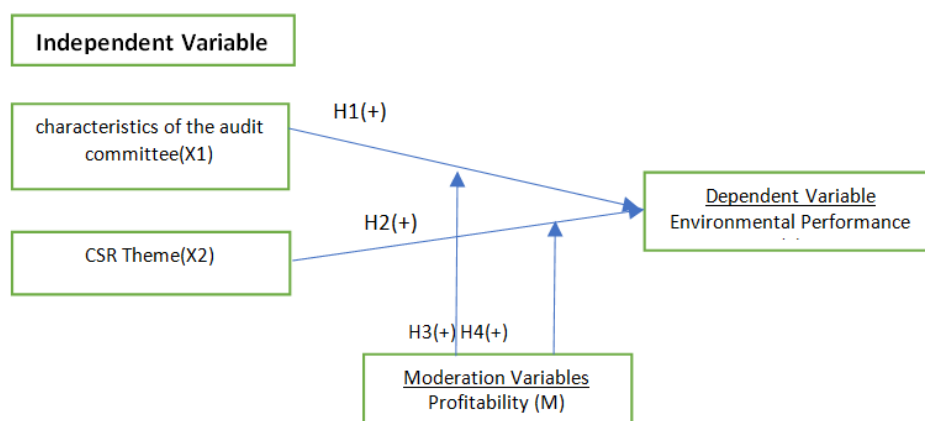 Independent Variable
characteristics of the audit
committee(X1)
H1(+)
Dependent Variable
Environmental Performance
H2(+)
CSR Theme(X2)
H3(+) H4(+)
Moderation Variables
Profitability (M)